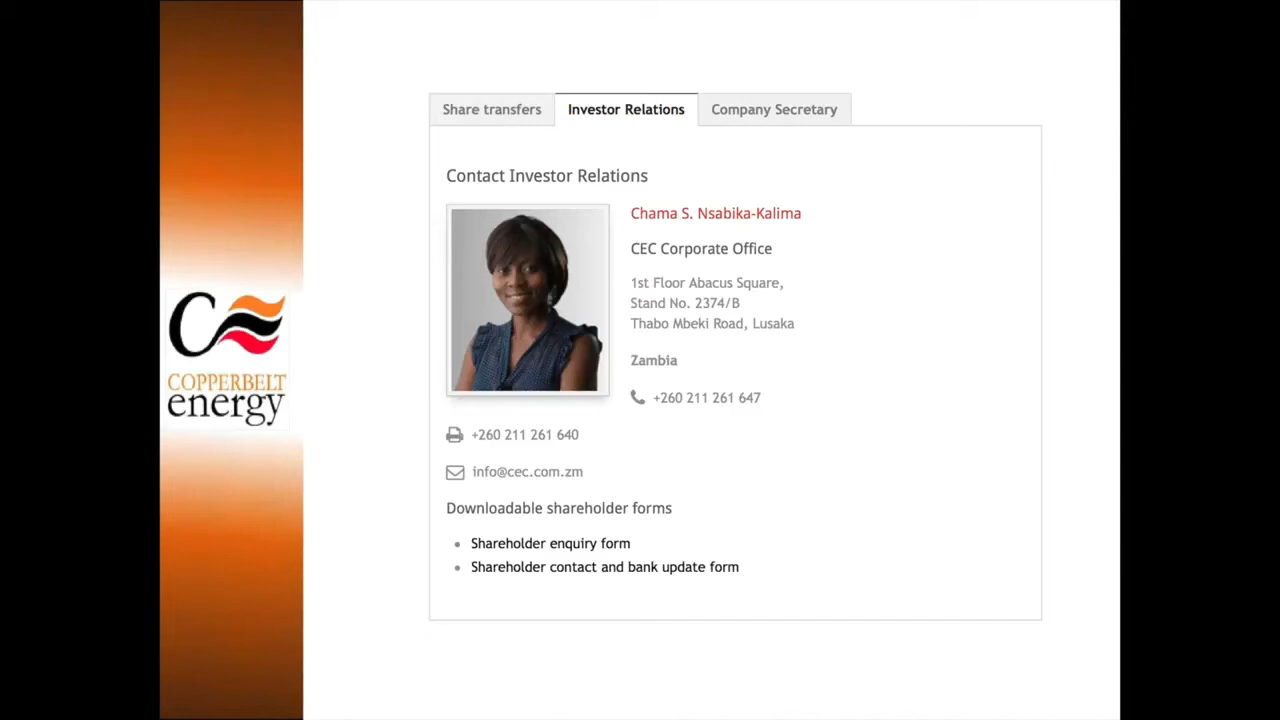 Share transfers
Investor Relations
Company Secretary
Contact Investor Relations
Chama S. Nsabika-Kalima
CEC Corporate Office
1st Floor Abacus Square,
Stand No. 2374/B
Thabo Mbeki Road, Lusaka
Zambia
+260 211 261 647
+260 211 261 640
info@cec.com.zm
Downloadable shareholder forms
Shareholder enquiry form
Shareholder contact and bank update form
C
COPPERBELT
energy